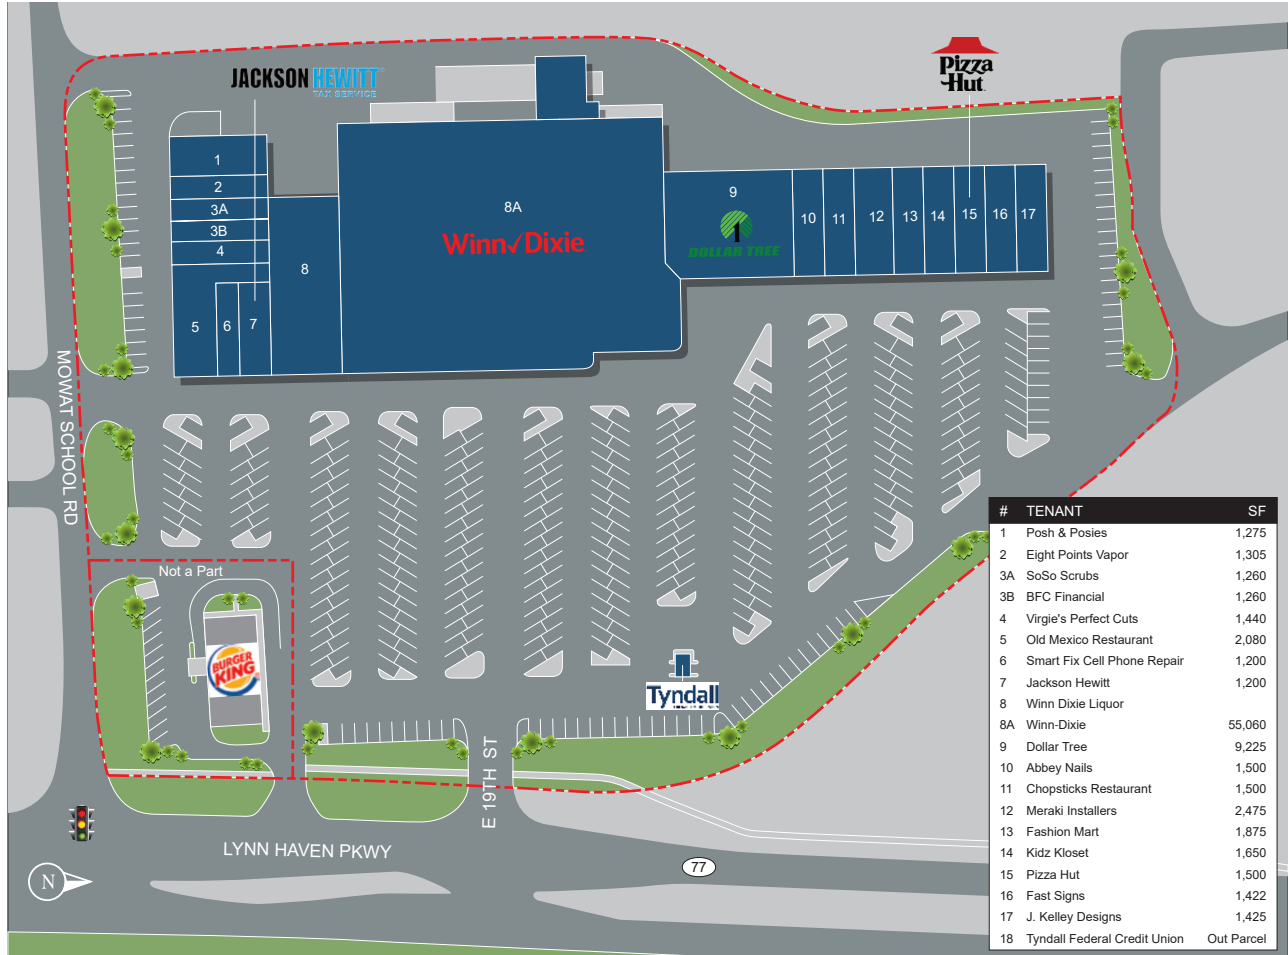 JACKSON HEWITT
TAX SERVICE
Pizza
Hut
1
2
3A
3B
4
5
6
7
8
8A
Winn✓Dixie
9
1
DOLLAR TREE
10
11
12
13
14
15
16
17
MOWAT SCHOOL RD
Not a Part
BURGER
KING
Tyndall
E 19TH ST
LYNN HAVEN PKWY
77
N
# TENANT SF
1 Posh & Posies 1,275
2 Eight Points Vapor 1,305
3A SoSo Scrubs 1,260
3B BFC Financial 1,260
4 Virgie's Perfect Cuts 1,440
5 Old Mexico Restaurant 2,080
6 Smart Fix Cell Phone Repair 1,200
7 Jackson Hewitt 1,200
8 Winn Dixie Liquor
8A Winn-Dixie 55,060
9 Dollar Tree 9,225
10 Abbey Nails 1,500
11 Chopsticks Restaurant 1,500
12 Meraki Installers 2,475
13 Fashion Mart 1,875
14 Kidz Kloset 1,650
15 Pizza Hut 1,500
16 Fast Signs 1,422
17 J. Kelley Designs 1,425
18 Tyndall Federal Credit Union Out Parcel